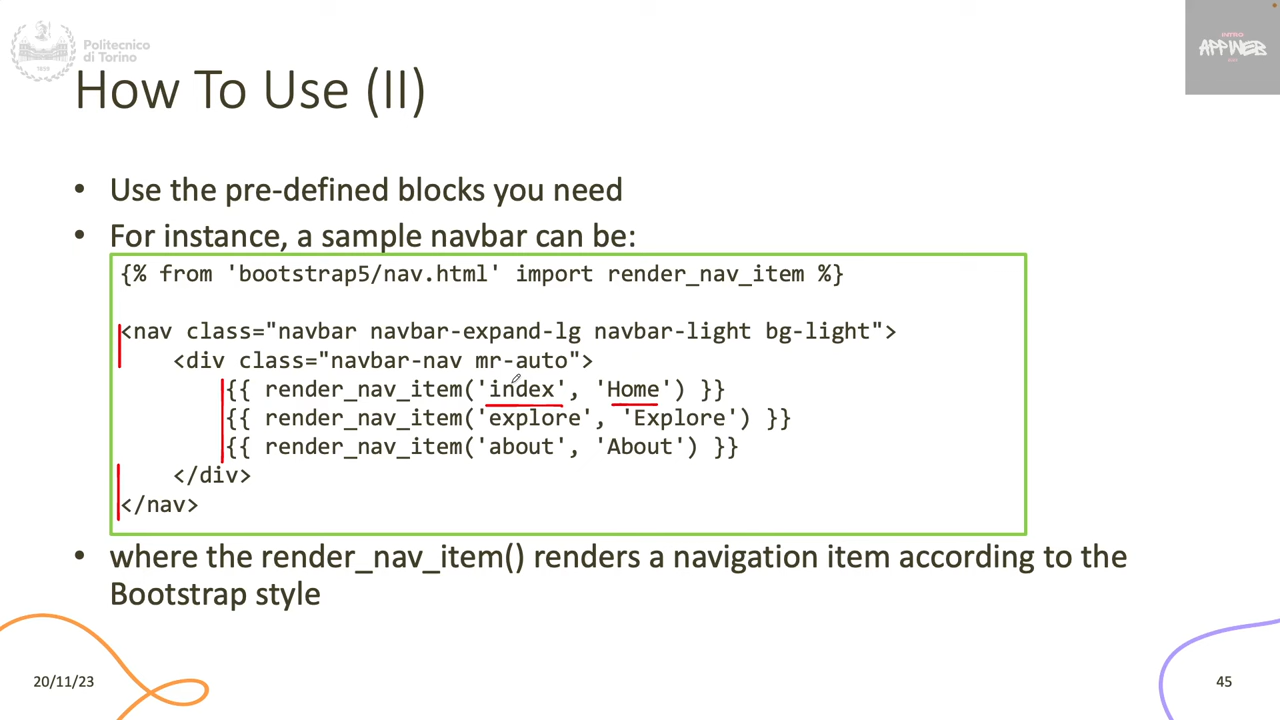 Politecnico
di Torino
1859
INTRO
APPWEB
How To Use (II)
• Use the pre-defined blocks you need
• For instance, a sample navbar can be:
{% from 'bootstrap5/nav.html' import render_nav_item %}
<nav class="navbar navbar-expand-lg navbar-light bg-light">
<div class="navbar-nav mr-auto">
{{ render_nav_item('index', 'Home') }}
{{ render_nav_item('explore', 'Explore') }}
{{ render_nav_item('about', 'About') }}
</div>
</nav>
• where the render_nav_item() renders a navigation item according to the
Bootstrap style
20/11/23
45